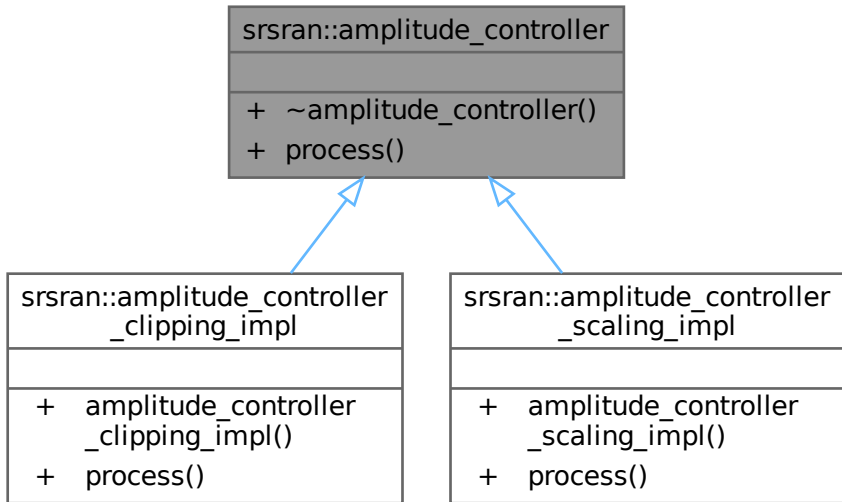 srsran::amplitude_controller
+ ~amplitude_controller()
+ process()
srsran::amplitude_controller
_clipping_impl
+ amplitude_controller
_clipping_impl()
+ process()
srsran::amplitude_controller
_scaling_impl
+ amplitude_controller
_scaling_impl()
+ process()